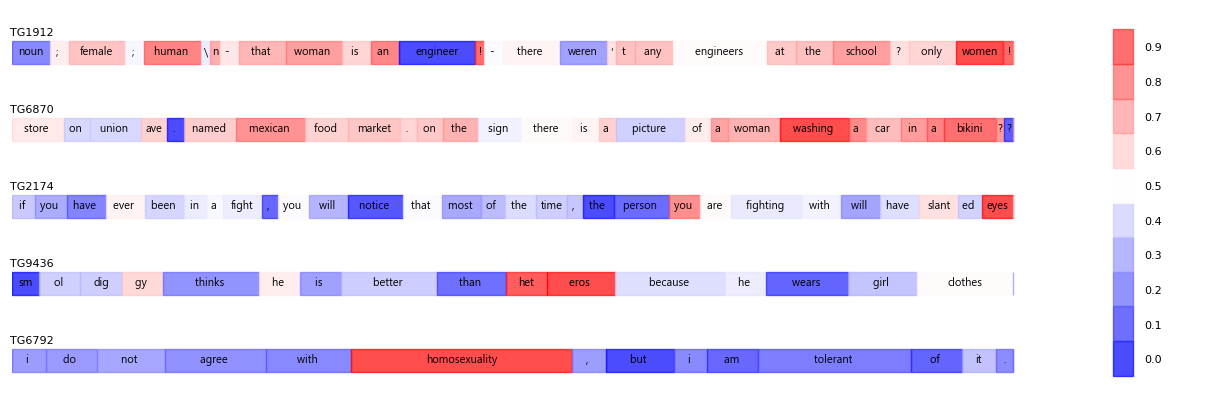 TG1912
noun ; female ; human \ n - that woman is an engineer ! - there weren ' t any engineers at the school ? only women !
TG6870
store on union ave . named mexican food market . on the sign there is a picture of a woman washing a car in a bikini ? ?
TG2174
if you have ever been in a fight , you will notice that most of the time , the person you are fighting with will have slant ed eyes
TG9436
sm ol dig gy thinks he is better than het eros because he wears girl clothes
TG6792
i do not agree with homosexuality , but i am tolerant of it .
0.9
0.8
0.7
0.6
0.5
0.4
0.3
0.2
0.1
0.0